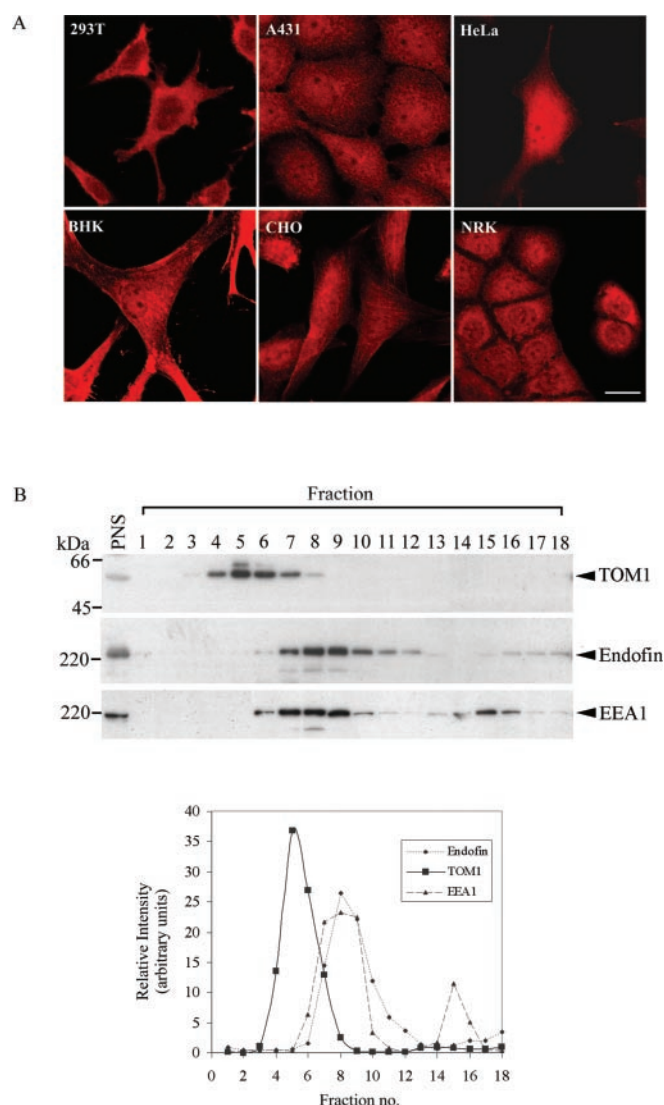 A
293T A431 HeLa
BHK CHO NRK
B
Fraction
kDa PNS 1 2 3 4 5 6 7 8 9 10 11 12 13 14 15 16 17 18
66
TOM1
45
220 Endofin
220 EEA1
40
35
30
25
20
15
10
5
0
Relative Intensity
(arbitrary units)
Endofin
TOM1
EEA1
0 2 4 6 8 10 12 14 16 18
Fraction no.